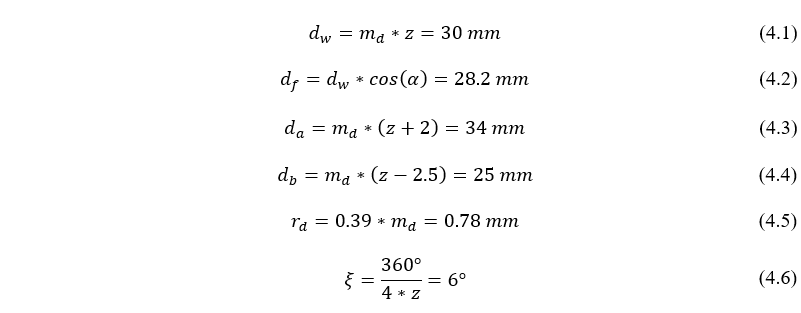 d_w = m_d * z = 30 mm (4.1)
d_f = d_w * cos(α) = 28.2 mm (4.2)
d_a = m_d * (z + 2) = 34 mm (4.3)
d_b = m_d * (z − 2.5) = 25 mm (4.4)
r_d = 0.39 * m_d = 0.78 mm (4.5)
ξ = 360° / 4 * z = 6° (4.6)